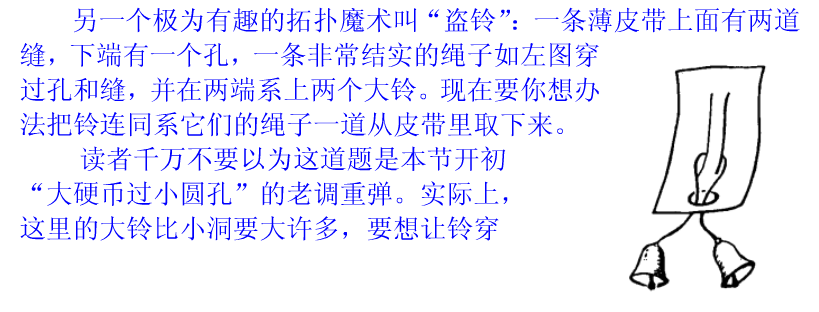 另一个极为有趣的拓扑魔术叫“盗铃”：一条薄皮带上面有两道
缝，下端有一个孔，一条非常结实的绳子如左图穿
过孔和缝，并在两端系上两个大铃。现在要你想办
法把铃连同系它们的绳子一道从皮带里取下来。
读者千万不要以为这道题是本节开初
“大硬币过小圆孔”的老调重弹。实际上，
这里的大铃比小洞要大许多，要想让铃穿